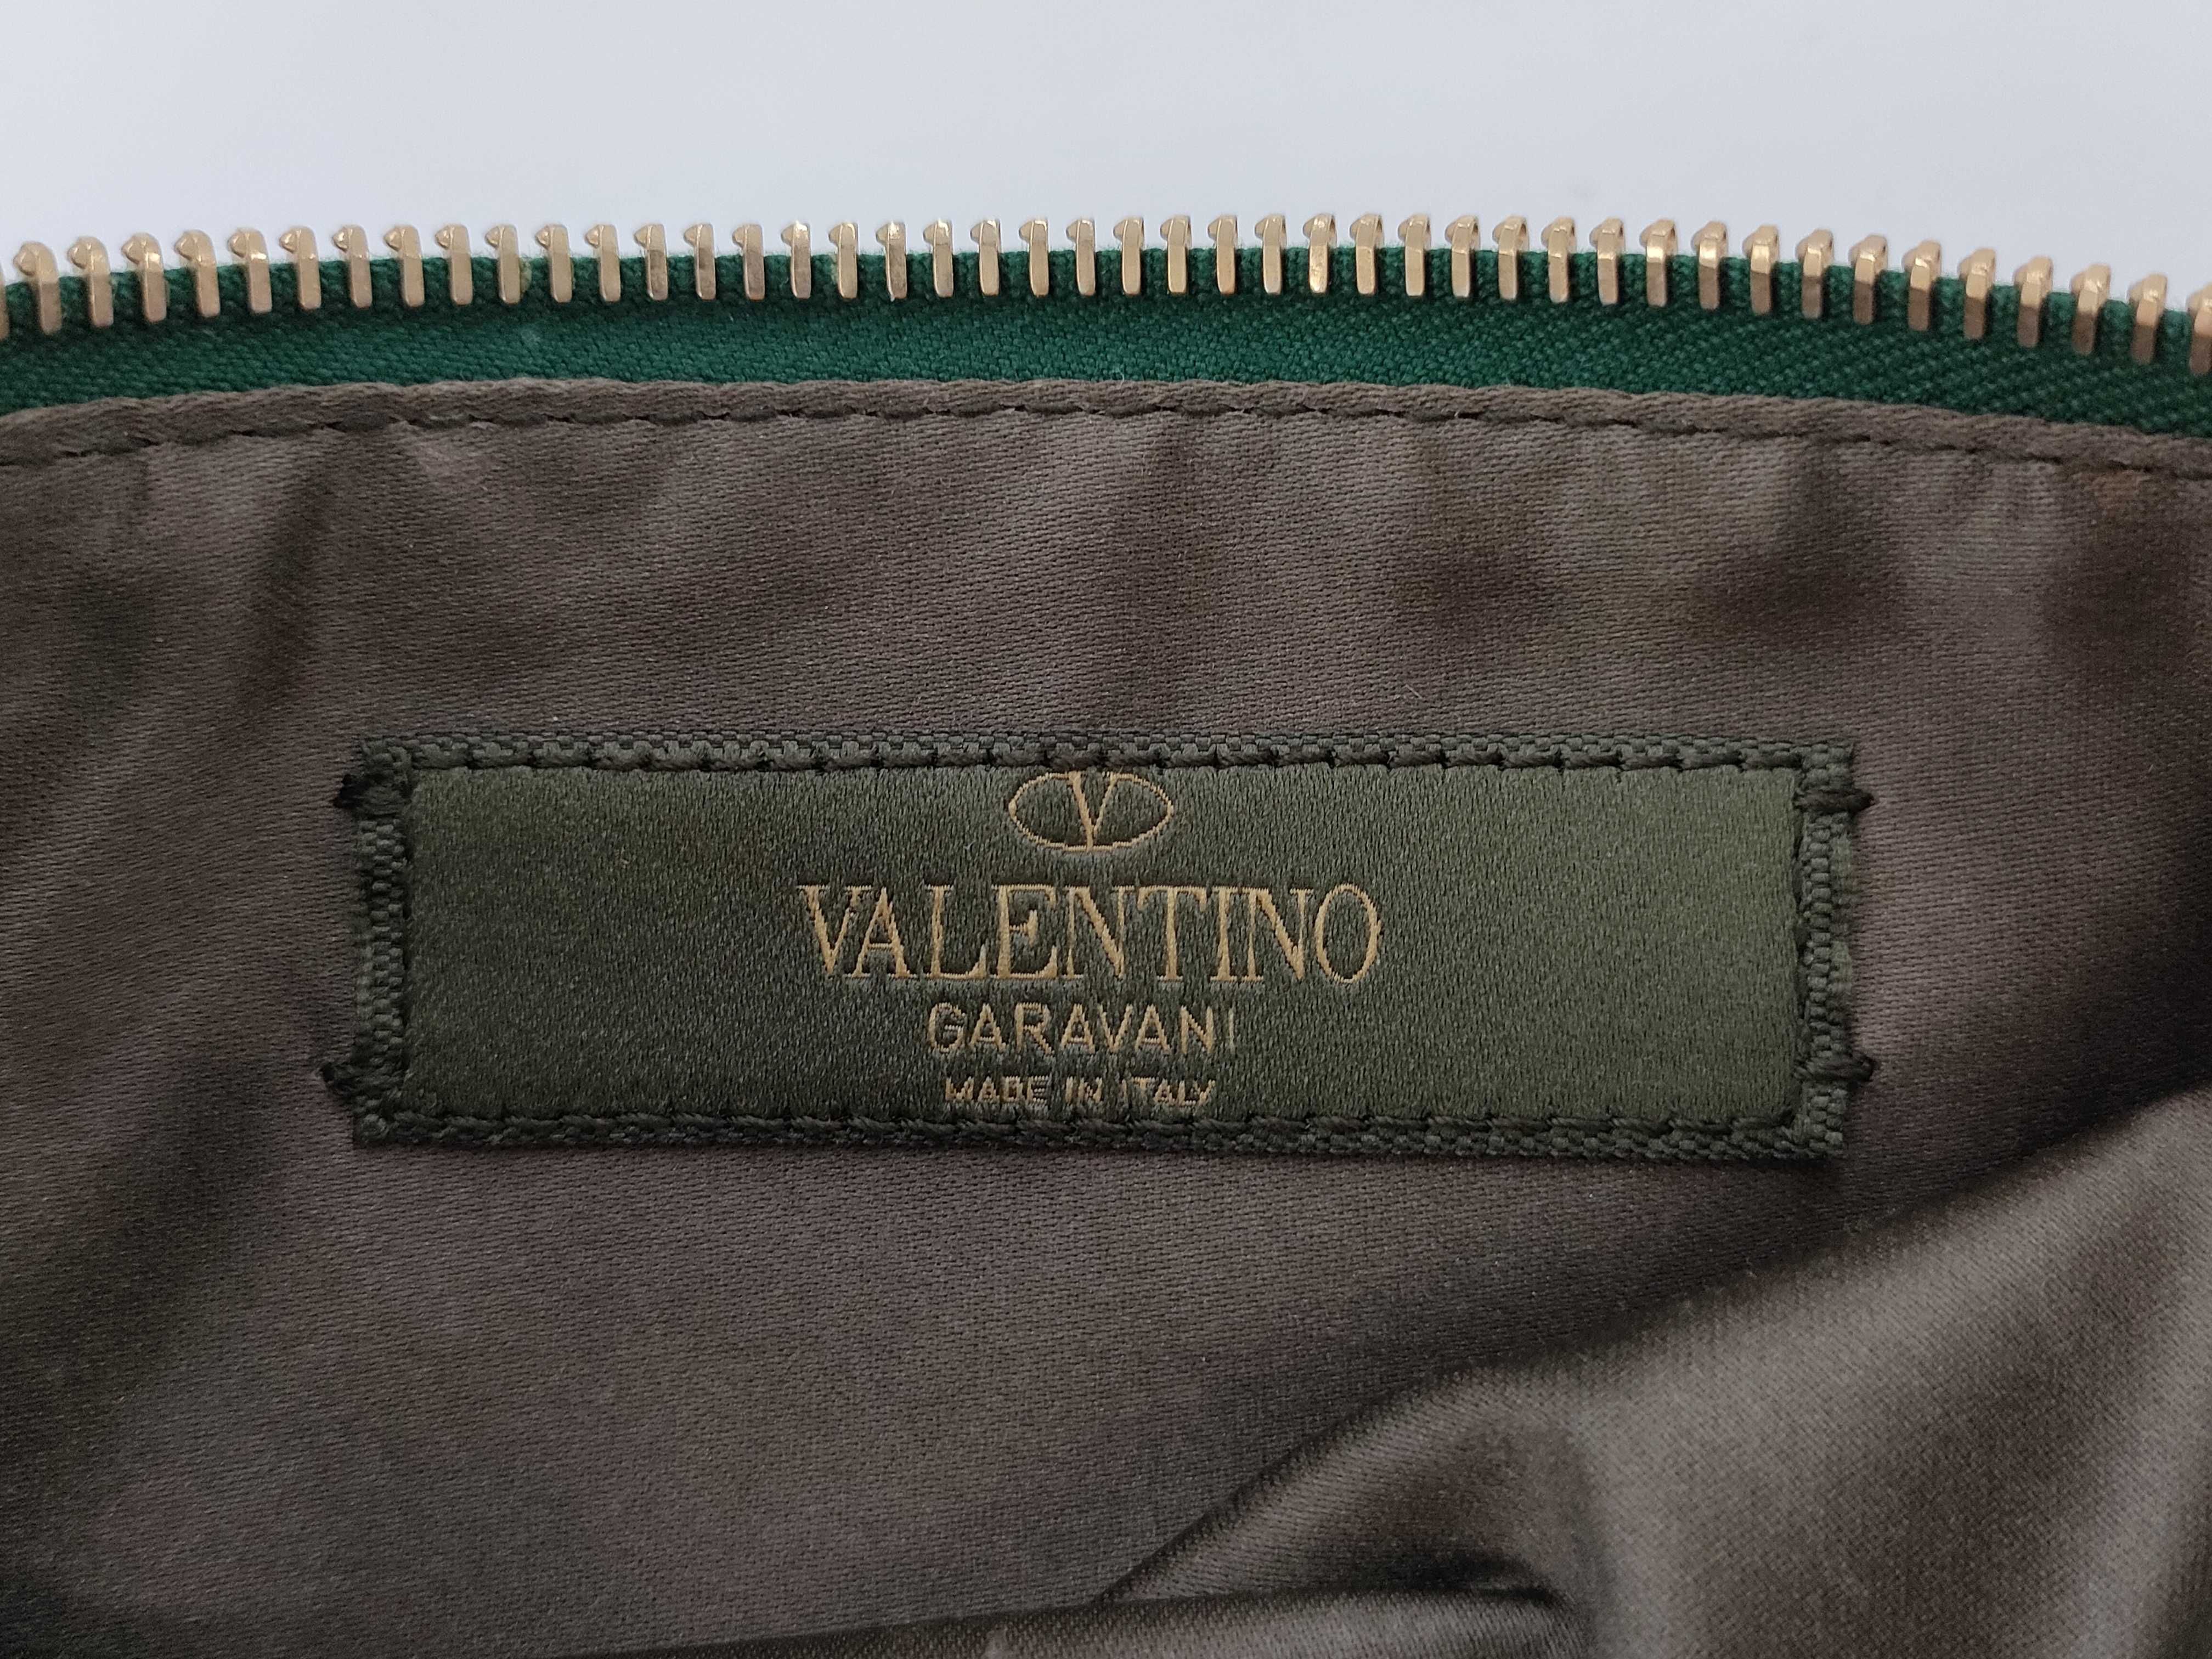 V
VALENTINO
GARAVANI
MADE IN ITALY